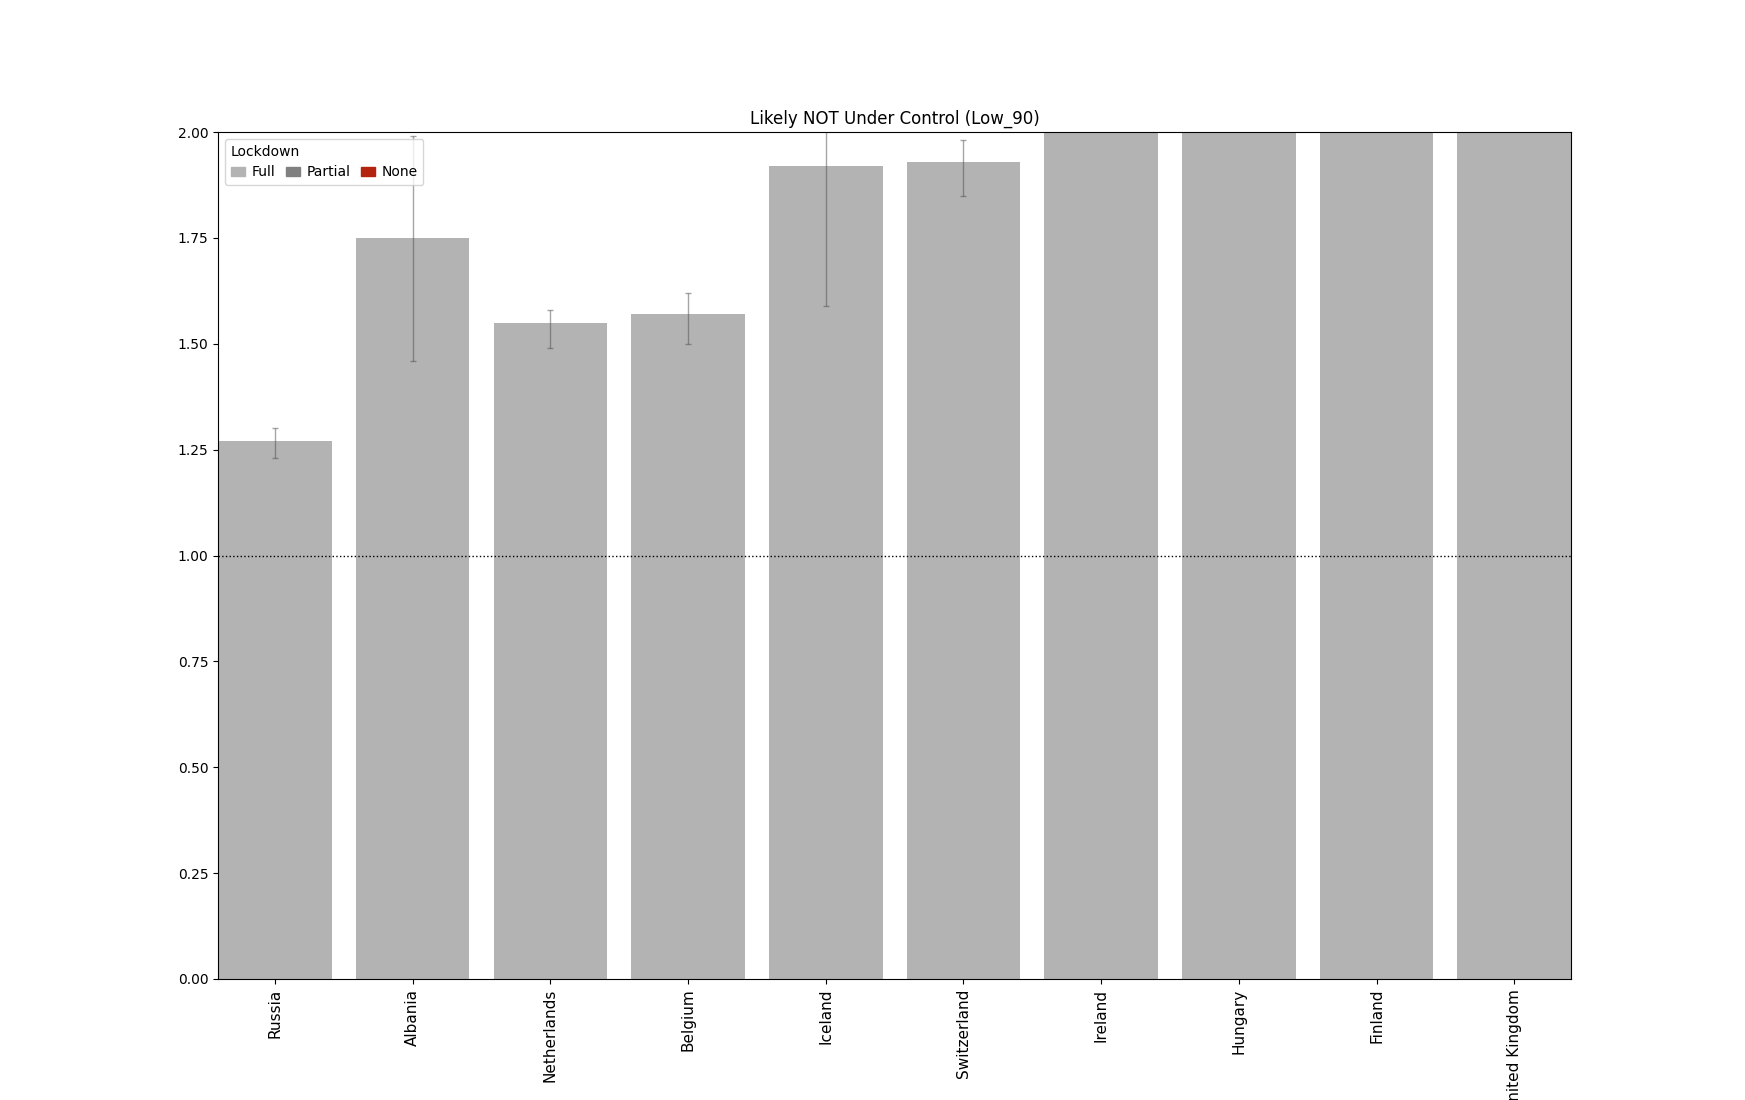 Likely NOT Under Control (Low_90)
Lockdown
Full Partial None
2.00
1.75
1.50
1.25
1.00
0.75
0.50
0.25
0.00
Russia
Albania
Netherlands
Belgium
Iceland
Switzerland
Ireland
Hungary
Finland
nited Kingdom